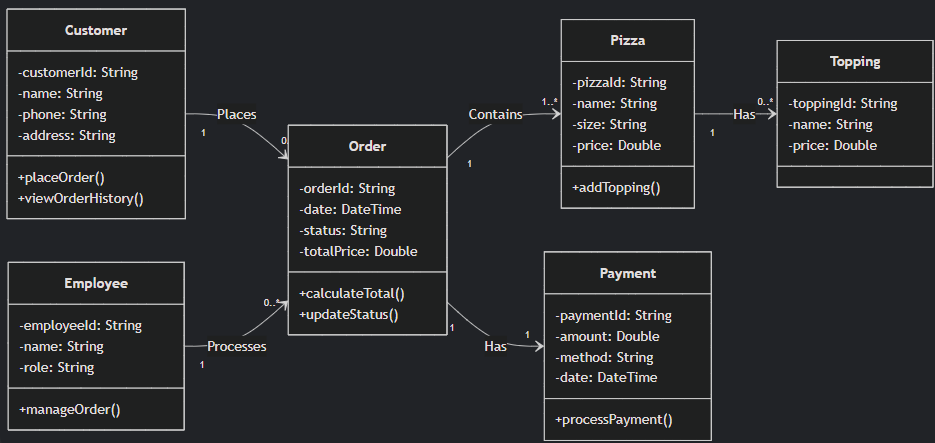 Customer
-customerId: String
-name: String
-phone: String
-address: String
+placeOrder()
+viewOrderHistory()
Places
1
0..
Employee
-employeeId: String
-name: String
-role: String
+manageOrder()
Processes
1
0..*
Order
-orderId: String
-date: DateTime
-status: String
-totalPrice: Double
+calculateTotal()
+updateStatus()
Contains
1
1..*
Has
1
1
Pizza
-pizzaId: String
-name: String
-size: String
-price: Double
+addTopping()
Has
1
0..*
Topping
-toppingId: String
-name: String
-price: Double
Payment
-paymentId: String
-amount: Double
-method: String
-date: DateTime
+processPayment()